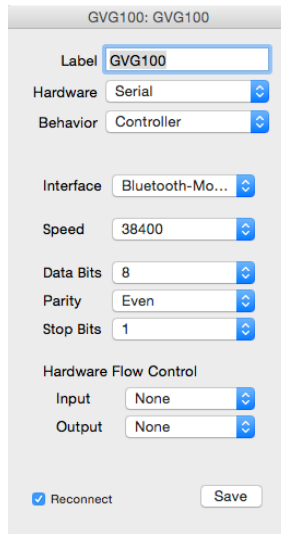 GVG100: GVG100
Label GVG100
Hardware Serial
Behavior Controller
Interface Bluetooth-Mo...
Speed 38400
Data Bits 8
Parity Even
Stop Bits 1
Hardware Flow Control
Input None
Output None
Reconnect Save